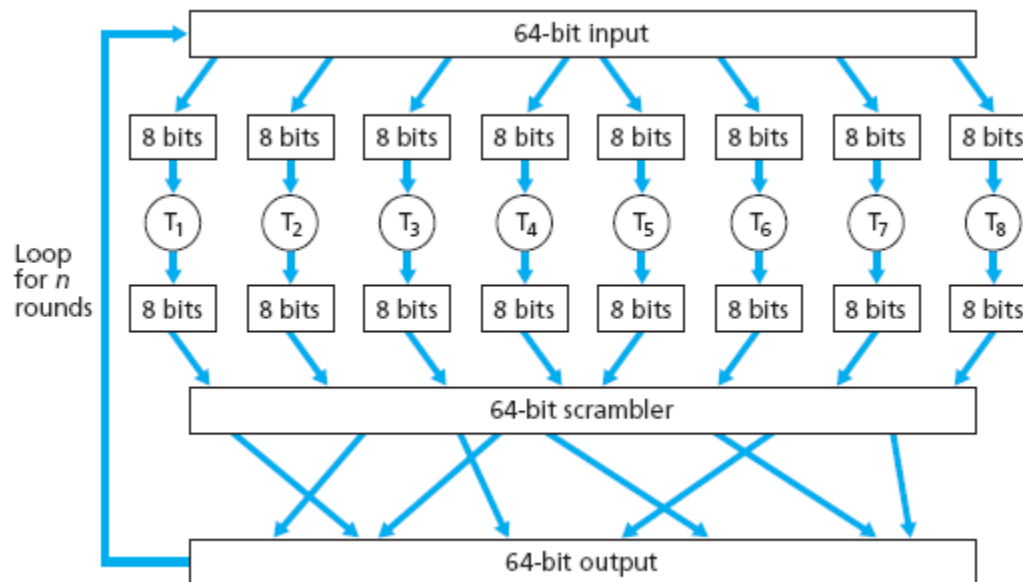 64-bit input
8 bits 8 bits 8 bits 8 bits 8 bits 8 bits 8 bits 8 bits
T1 T2 T3 T4 T5 T6 T7 T8
Loop
for n
rounds
8 bits 8 bits 8 bits 8 bits 8 bits 8 bits 8 bits 8 bits
64-bit scrambler
64-bit output